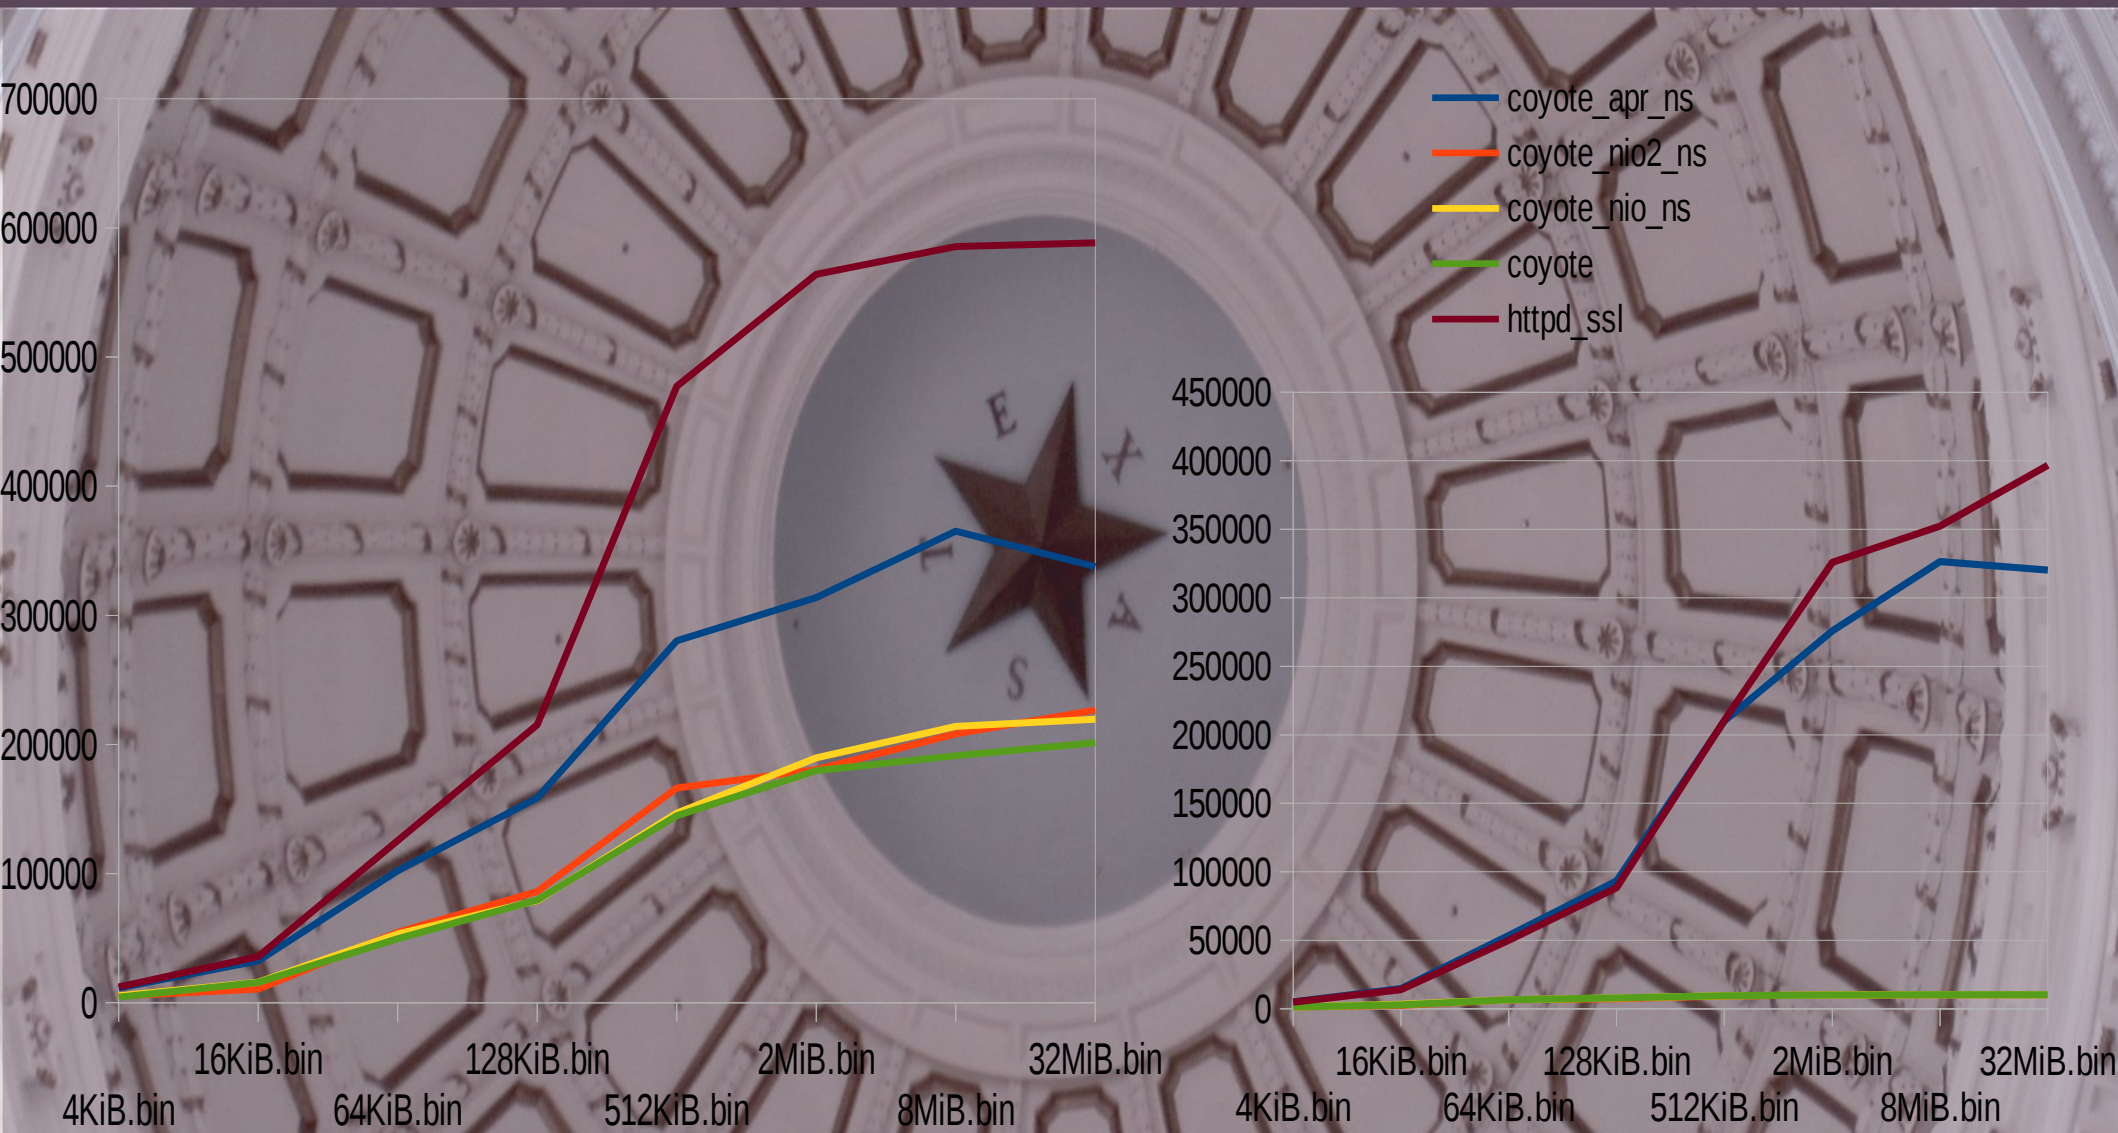 700000
600000
500000
400000
300000
200000
100000
0
4KiB.bin
16KiB.bin
64KiB.bin
128KiB.bin
512KiB.bin
2MiB.bin
8MiB.bin
32MiB.bin
T
E
X
A
S
coyote_apr_ns
coyote_nio2_ns
coyote_nio_ns
coyote
httpd_ssl
450000
400000
350000
300000
250000
200000
150000
100000
50000
0
4KiB.bin
16KiB.bin
64KiB.bin
128KiB.bin
512KiB.bin
2MiB.bin
8MiB.bin
32MiB.bin